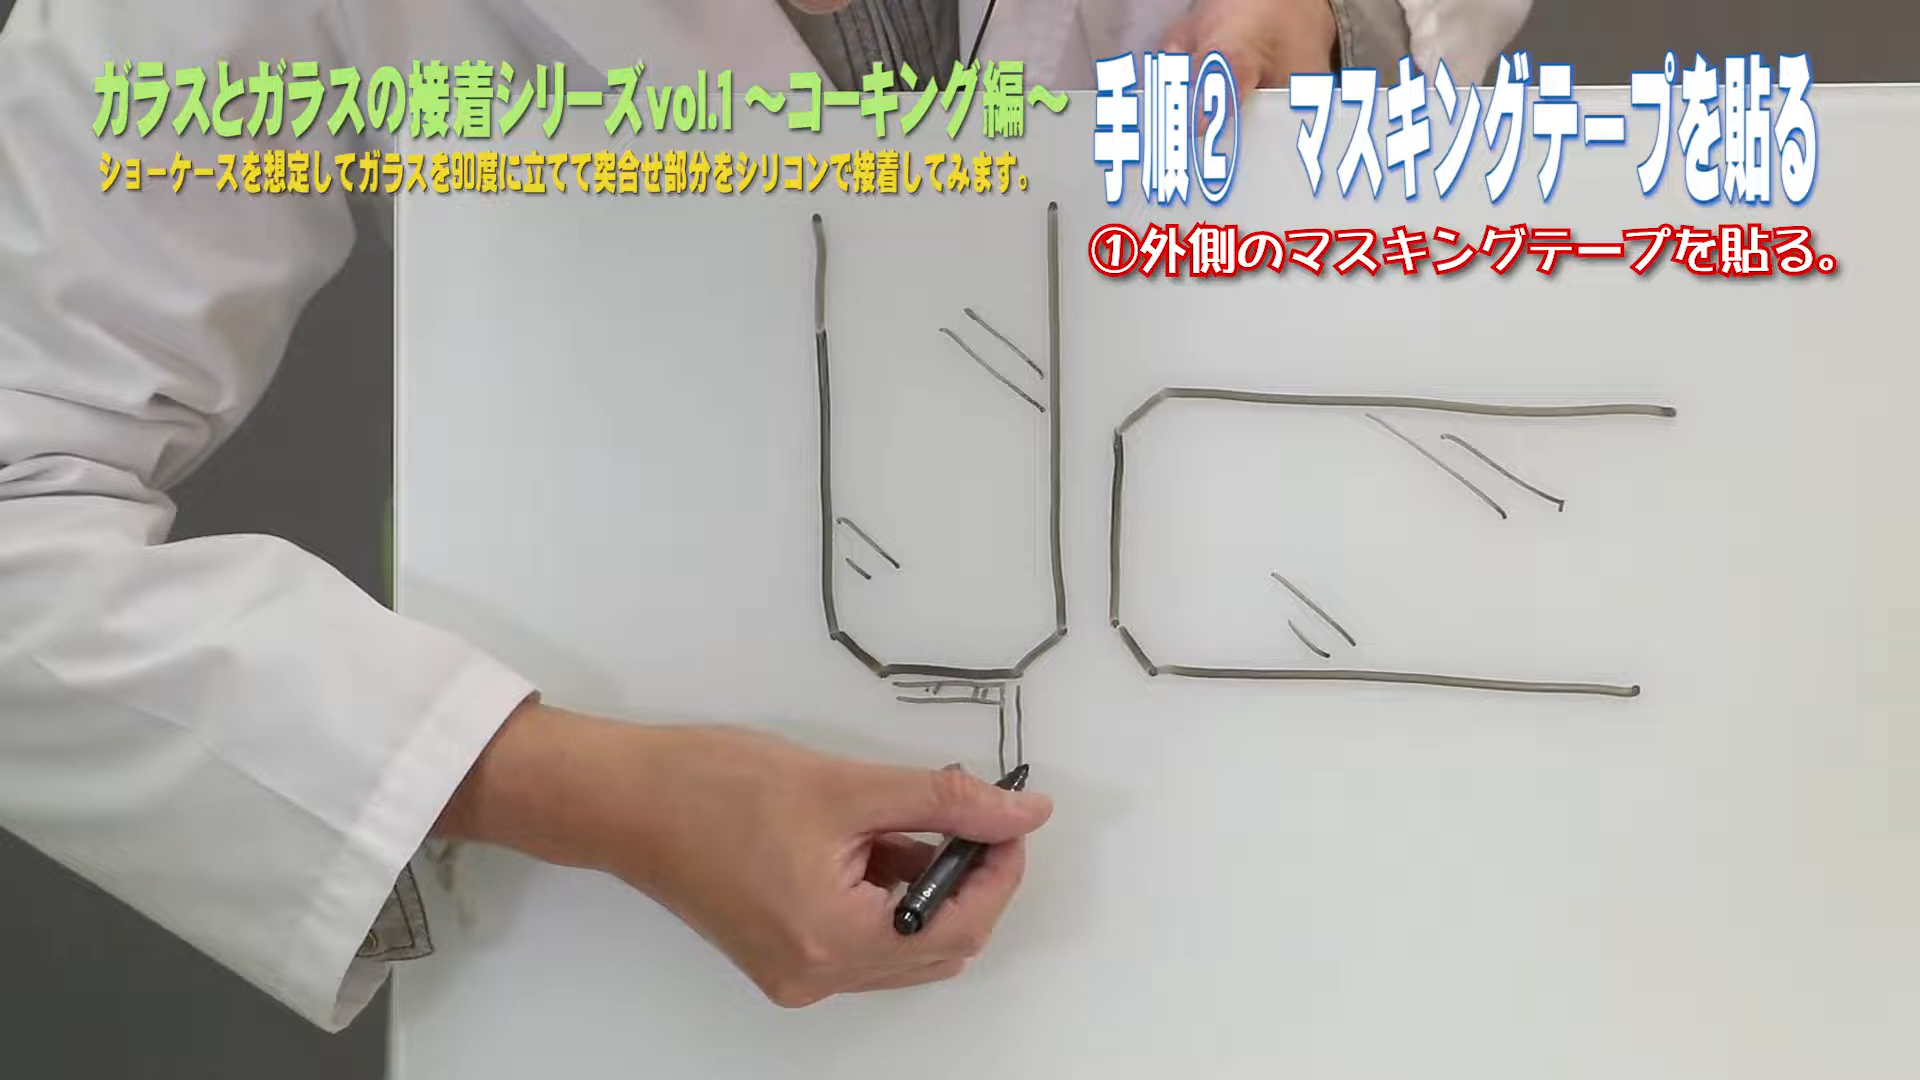 ガラスとガラスの接着シリーズvol.1～コーキング編～
ショーケースを想定してガラスを90度に立てて突合せ部分をシリコンで接着してみます。
手順② マスキングテープを貼る
①外側のマスキングテープを貼る。